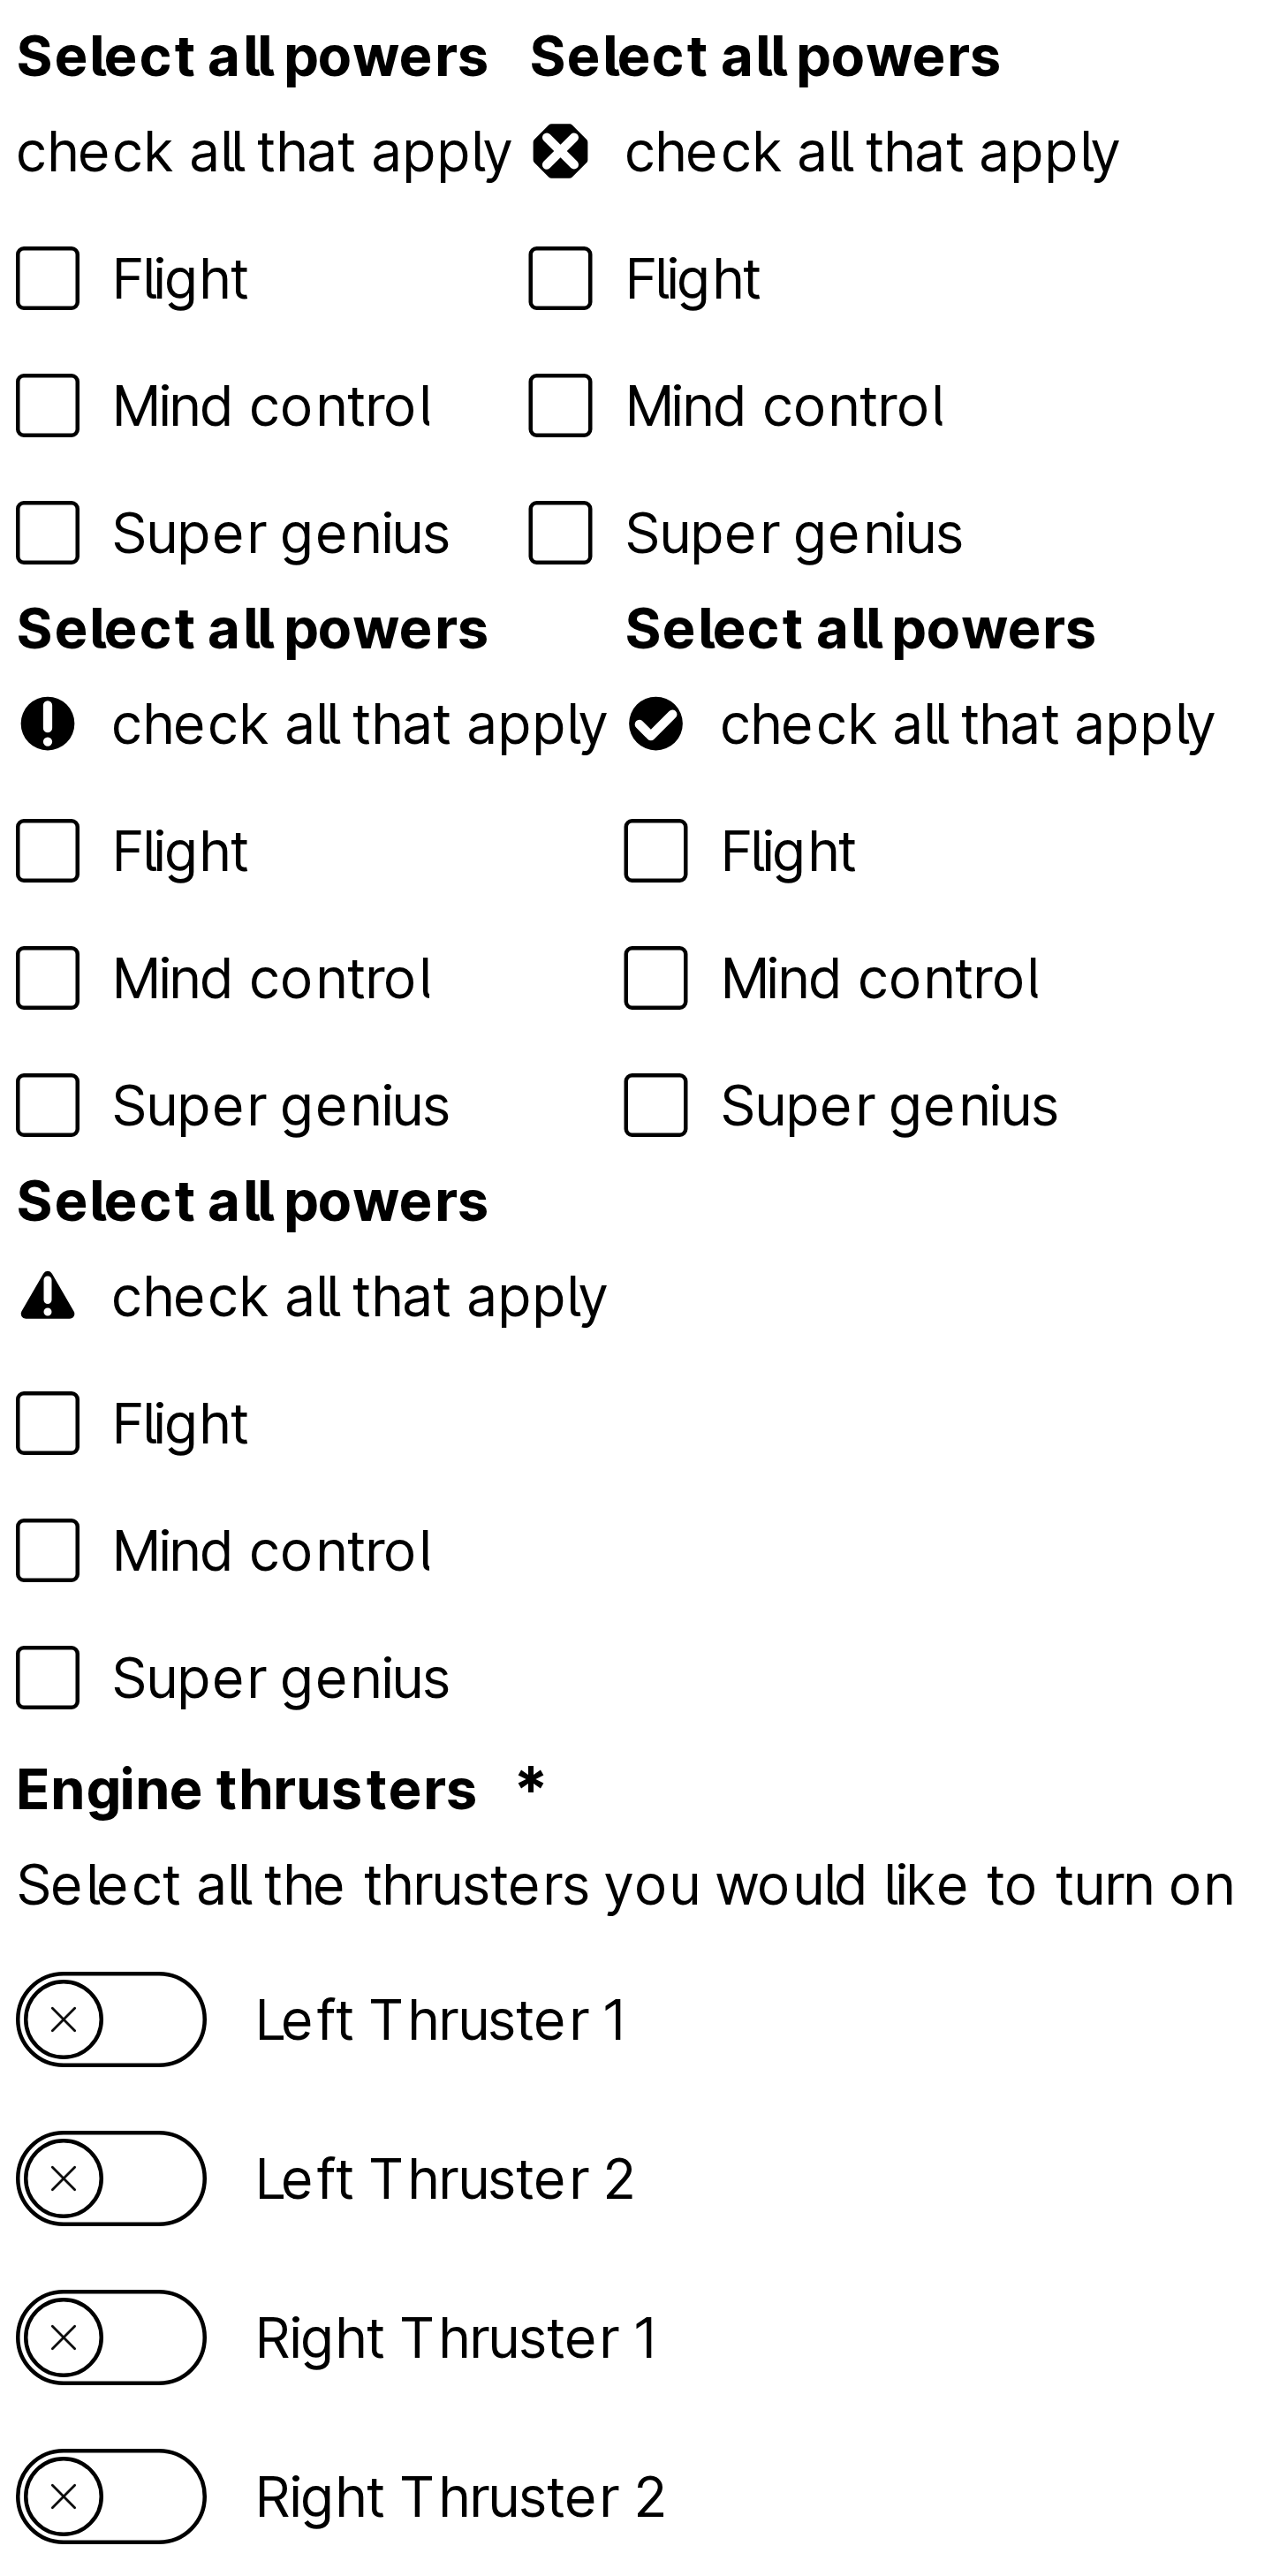 Select all powers
check all that apply
Flight
Mind control
Super genius
Select all powers
check all that apply
Flight
Mind control
Super genius
Select all powers
check all that apply
Flight
Mind control
Super genius
Select all powers
check all that apply
Flight
Mind control
Super genius
Select all powers
check all that apply
Flight
Mind control
Super genius
Engine thrusters *
Select all the thrusters you would like to turn on
Left Thruster 1
Left Thruster 2
Right Thruster 1
Right Thruster 2